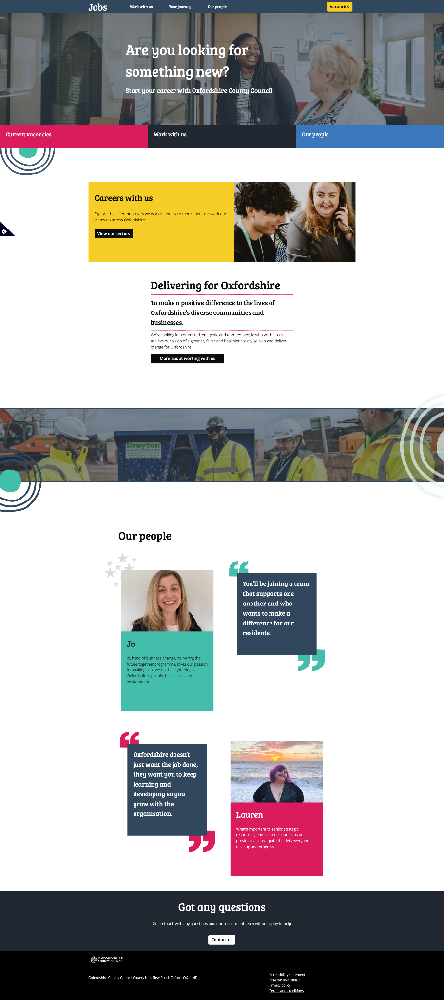 Jobs
Work with us
Your journey
Our people
Vacancies
Are you looking for
something new?
Start your career with Oxfordshire County Council
Current vacancies
Work with us
Our people
Careers with us
Explore the different sectors we work in and learn more about the work our
teams do across Oxfordshire.
View our sectors
Delivering for Oxfordshire
To make a positive difference to the lives of
Oxfordshire's diverse communities and
businesses.
We're looking for committed, energetic and talented people who will help us
achieve our vision of a greener, fairer and healthier county. Join us and deliver
change for Oxfordshire.
More about working with us
Drayton
Construction Ltd
Our people
You'll be joining a team
that supports one
another and who
wants to make a
difference for our
residents.
Jo
Jo, head of business change, delivering the
future together programme, loves our passion
for making sure we do the right thing for
Oxfordshire's people, businesses and
environment.
Oxfordshire doesn't
just want the job done,
they want you to keep
learning and
developing so you
grow with the
organisation.
Lauren
What's important to senior strategic
resourcing lead Lauren is our focus on
providing a career path that lets everyone
develop and progress.
Got any questions
Get in touch with any questions and our recruitment team will be happy to help
Contact us
OXFORDSHIRE
COUNTY COUNCIL
Oxfordshire County Council County Hall, New Road, Oxford, OX1 1ND
Accessibility statement
How we use cookies
Privacy policy
Terms and conditions